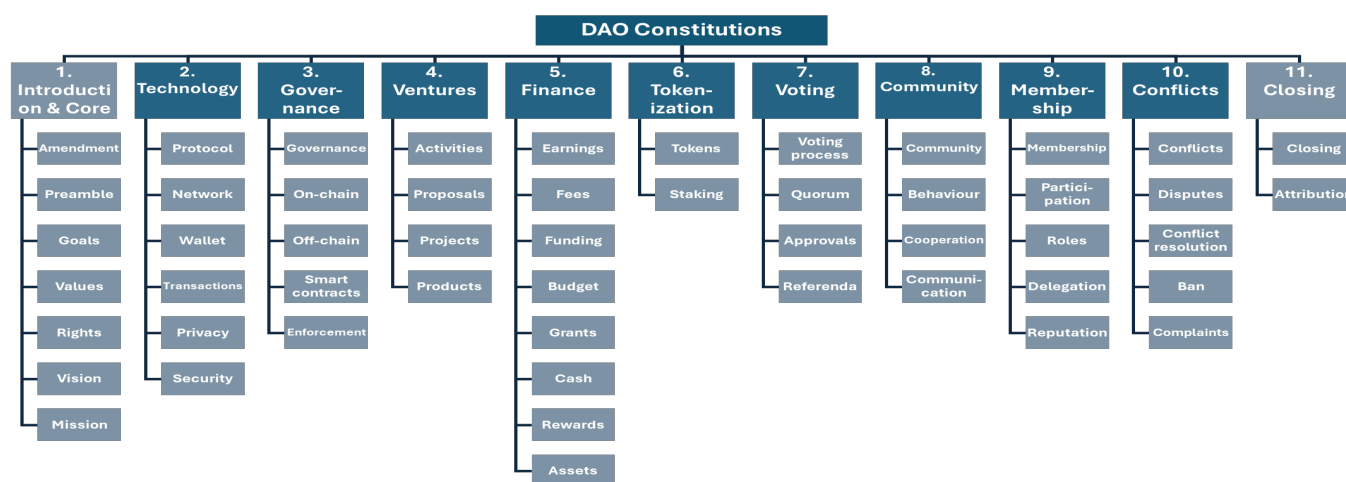 DAO Constitutions
1.
Introducti
on & Core
Amendment
Preamble
Goals
Values
Rights
Vision
Mission
2.
Technology
Protocol
Network
Wallet
Transactions
Privacy
Security
3.
Gover-
nance
Governance
On-chain
Off-chain
Smart
contracts
Enforcement
4.
Ventures
Activities
Proposals
Projects
Products
5.
Finance
Earnings
Fees
Funding
Budget
Grants
Cash
Rewards
Assets
6.
Token-
ization
Tokens
Staking
7.
Voting
Voting
process
Quorum
Approvals
Referenda
8.
Community
Community
Behaviour
Cooperation
Communi-
cation
9.
Member-
ship
Membership
Partici-
pation
Roles
Delegation
Reputation
10.
Conflicts
Conflicts
Disputes
Conflict
resolution
Ban
Complaints
11.
Closing
Closing
Attribution